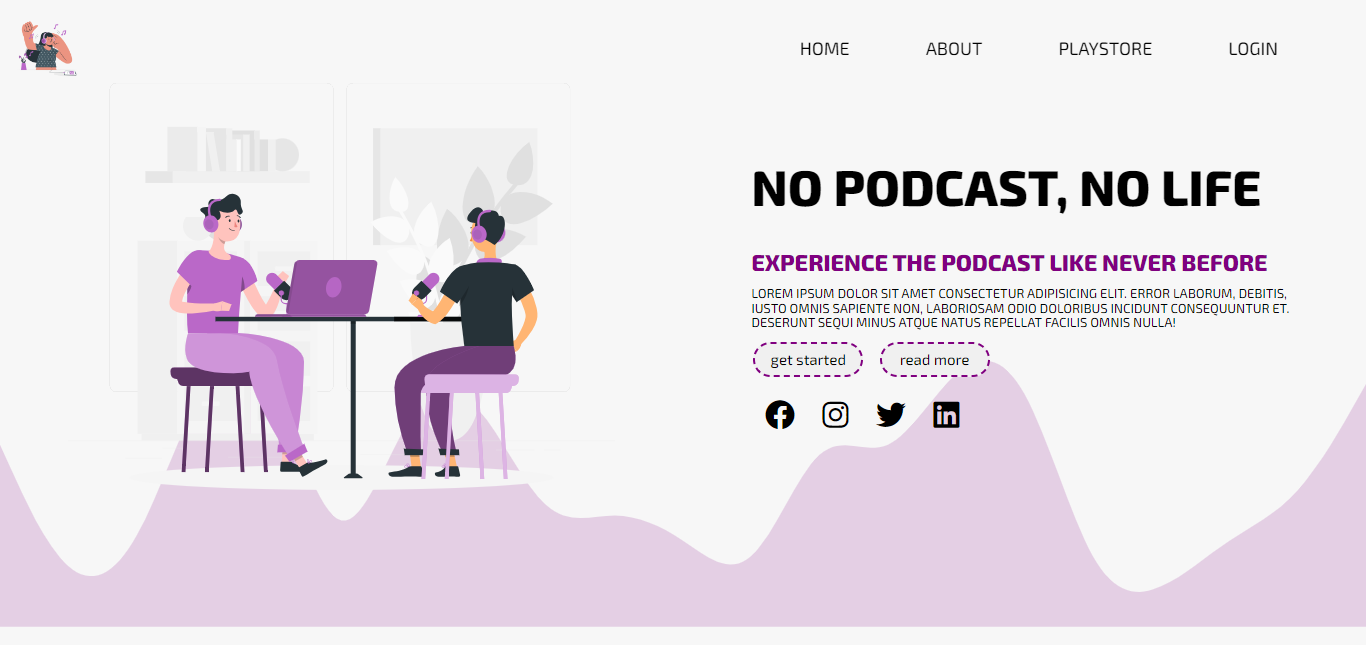 HOME ABOUT PLAYSTORE LOGIN
NO PODCAST, NO LIFE
EXPERIENCE THE PODCAST LIKE NEVER BEFORE
LOREM IPSUM DOLOR SIT AMET CONSECTETUR ADIPISICING ELIT. ERROR LABORUM, DEBITIS,
IUSTO OMNIS SAPIENTE NON, LABORIOSAM ODIO DOLORIBUS INCIDUNT CONSEQUUNTUR ET.
DESERUNT SEQUI MINUS ATQUE NATUS REPELLAT FACILIS OMNIS NULLA!
get started read more